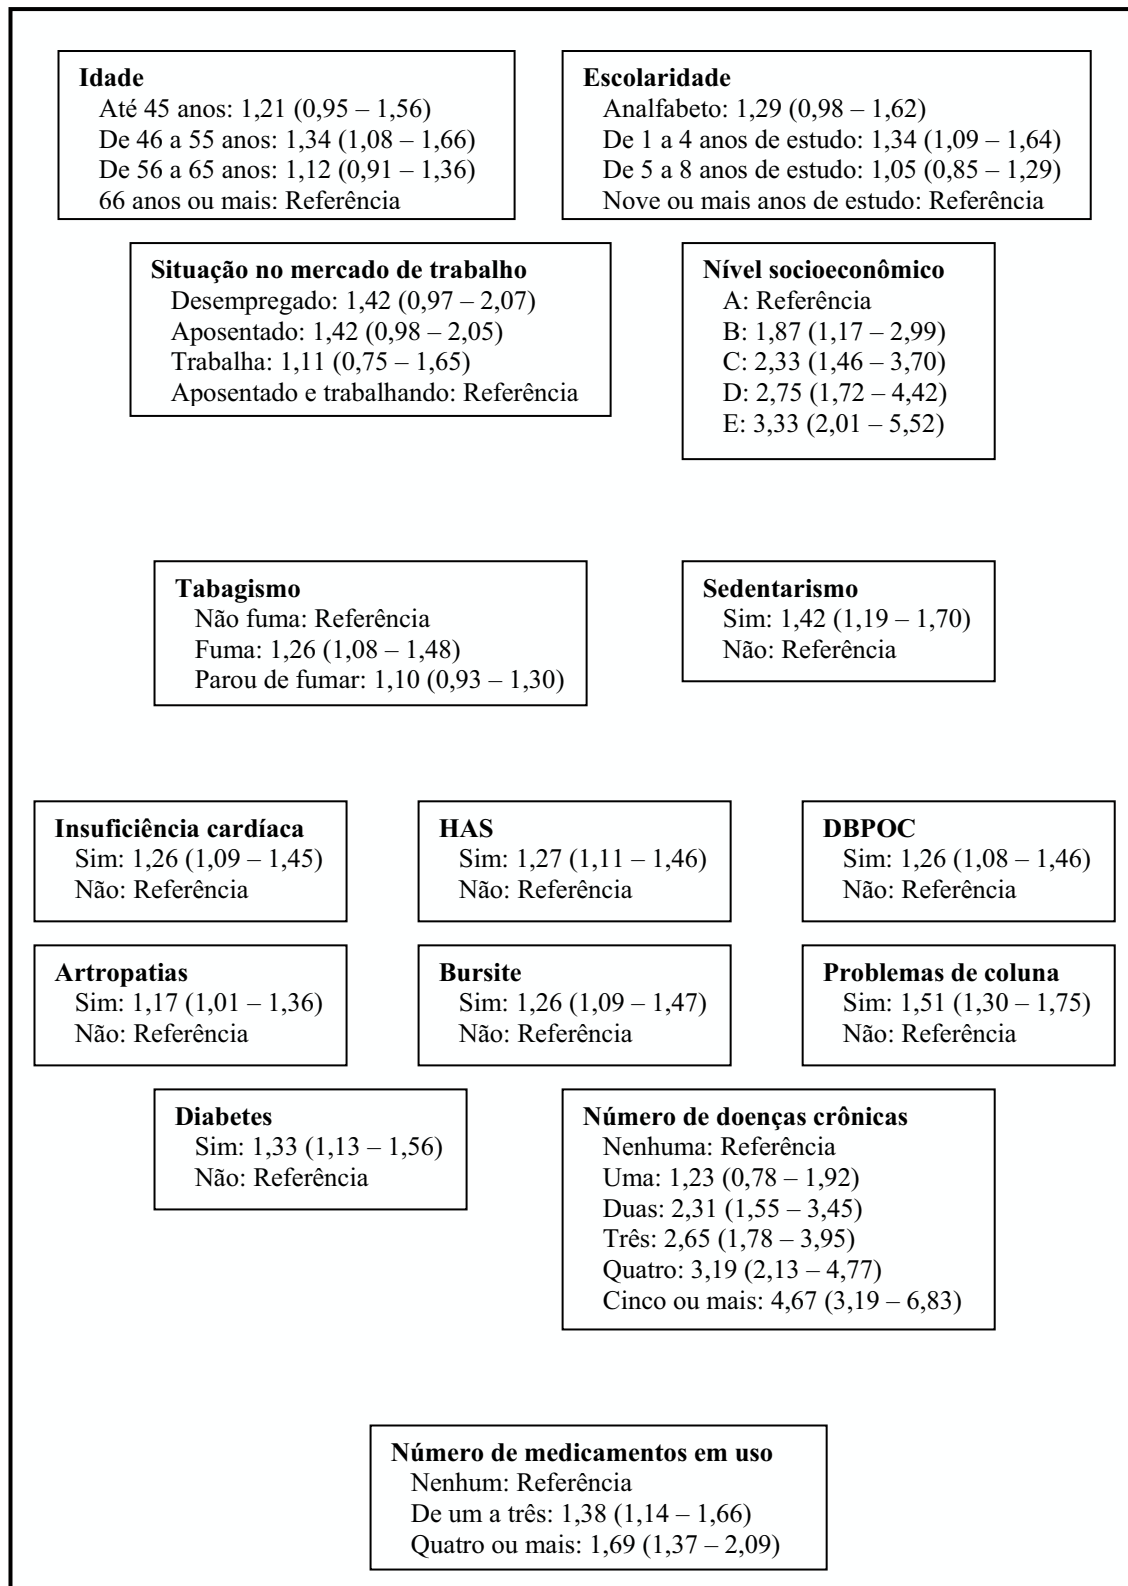 Idade
Até 45 anos: 1,21 (0,95 – 1,56)
De 46 a 55 anos: 1,34 (1,08 – 1,66)
De 56 a 65 anos: 1,12 (0,91 – 1,36)
66 anos ou mais: Referência
Escolaridade
Analfabeto: 1,29 (0,98 – 1,62)
De 1 a 4 anos de estudo: 1,34 (1,09 – 1,64)
De 5 a 8 anos de estudo: 1,05 (0,85 – 1,29)
Nove ou mais anos de estudo: Referência
Situação no mercado de trabalho
Desempregado: 1,42 (0,97 – 2,07)
Aposentado: 1,42 (0,98 – 2,05)
Trabalha: 1,11 (0,75 – 1,65)
Aposentado e trabalhando: Referência
Nível socioeconômico
A: Referência
B: 1,87 (1,17 – 2,99)
C: 2,33 (1,46 – 3,70)
D: 2,75 (1,72 – 4,42)
E: 3,33 (2,01 – 5,52)
Tabagismo
Não fuma: Referência
Fuma: 1,26 (1,08 – 1,48)
Parou de fumar: 1,10 (0,93 – 1,30)
Sedentarismo
Sim: 1,42 (1,19 – 1,70)
Não: Referência
Insuficiência cardíaca
Sim: 1,26 (1,09 – 1,45)
Não: Referência
HAS
Sim: 1,27 (1,11 – 1,46)
Não: Referência
DBPOC
Sim: 1,26 (1,08 – 1,46)
Não: Referência
Artropatias
Sim: 1,17 (1,01 – 1,36)
Não: Referência
Bursite
Sim: 1,26 (1,09 – 1,47)
Não: Referência
Problemas de coluna
Sim: 1,51 (1,30 – 1,75)
Não: Referência
Diabetes
Sim: 1,33 (1,13 – 1,56)
Não: Referência
Número de doenças crônicas
Nenhuma: Referência
Uma: 1,23 (0,78 – 1,92)
Duas: 2,31 (1,55 – 3,45)
Três: 2,65 (1,78 – 3,95)
Quatro: 3,19 (2,13 – 4,77)
Cinco ou mais: 4,67 (3,19 – 6,83)
Número de medicamentos em uso
Nenhum: Referência
De um a três: 1,38 (1,14 – 1,66)
Quatro ou mais: 1,69 (1,37 – 2,09)